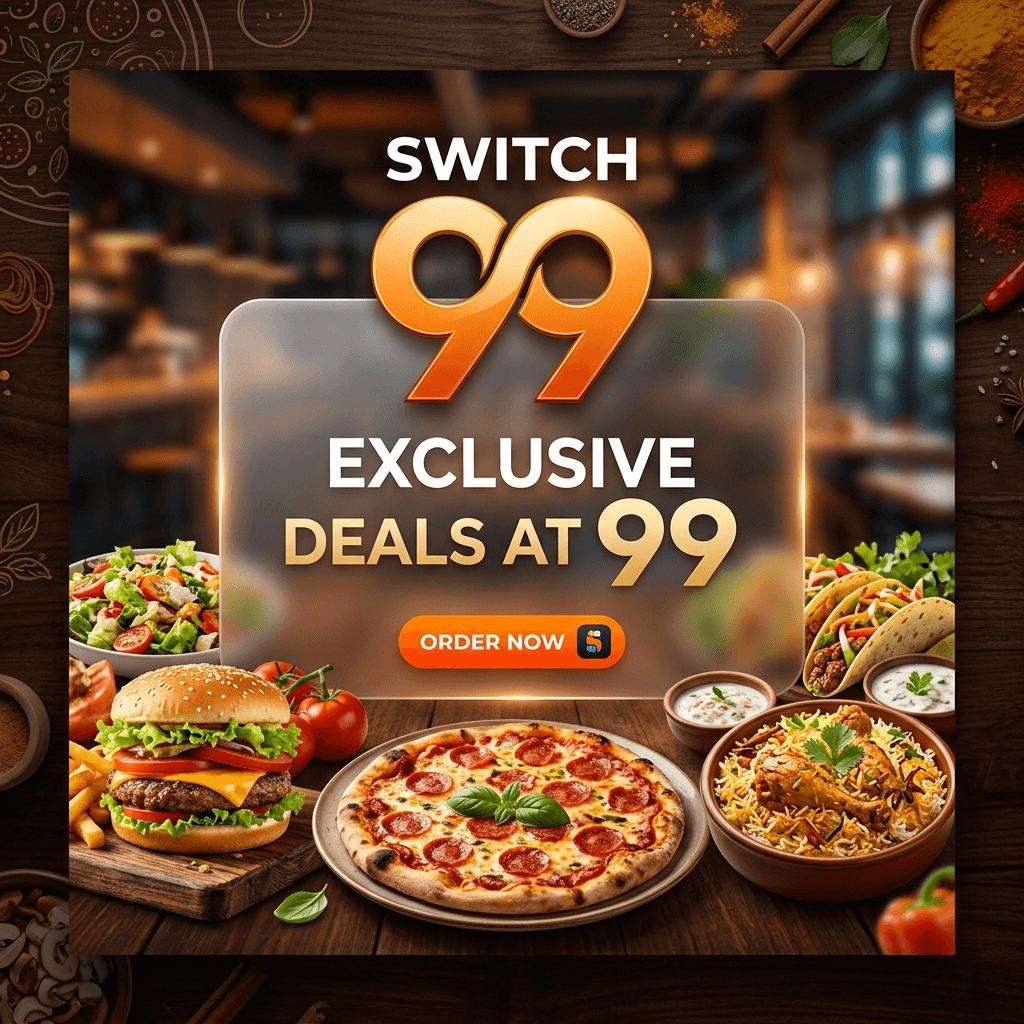 SWITCH
99
EXCLUSIVE
DEALS AT 99
ORDER NOW S